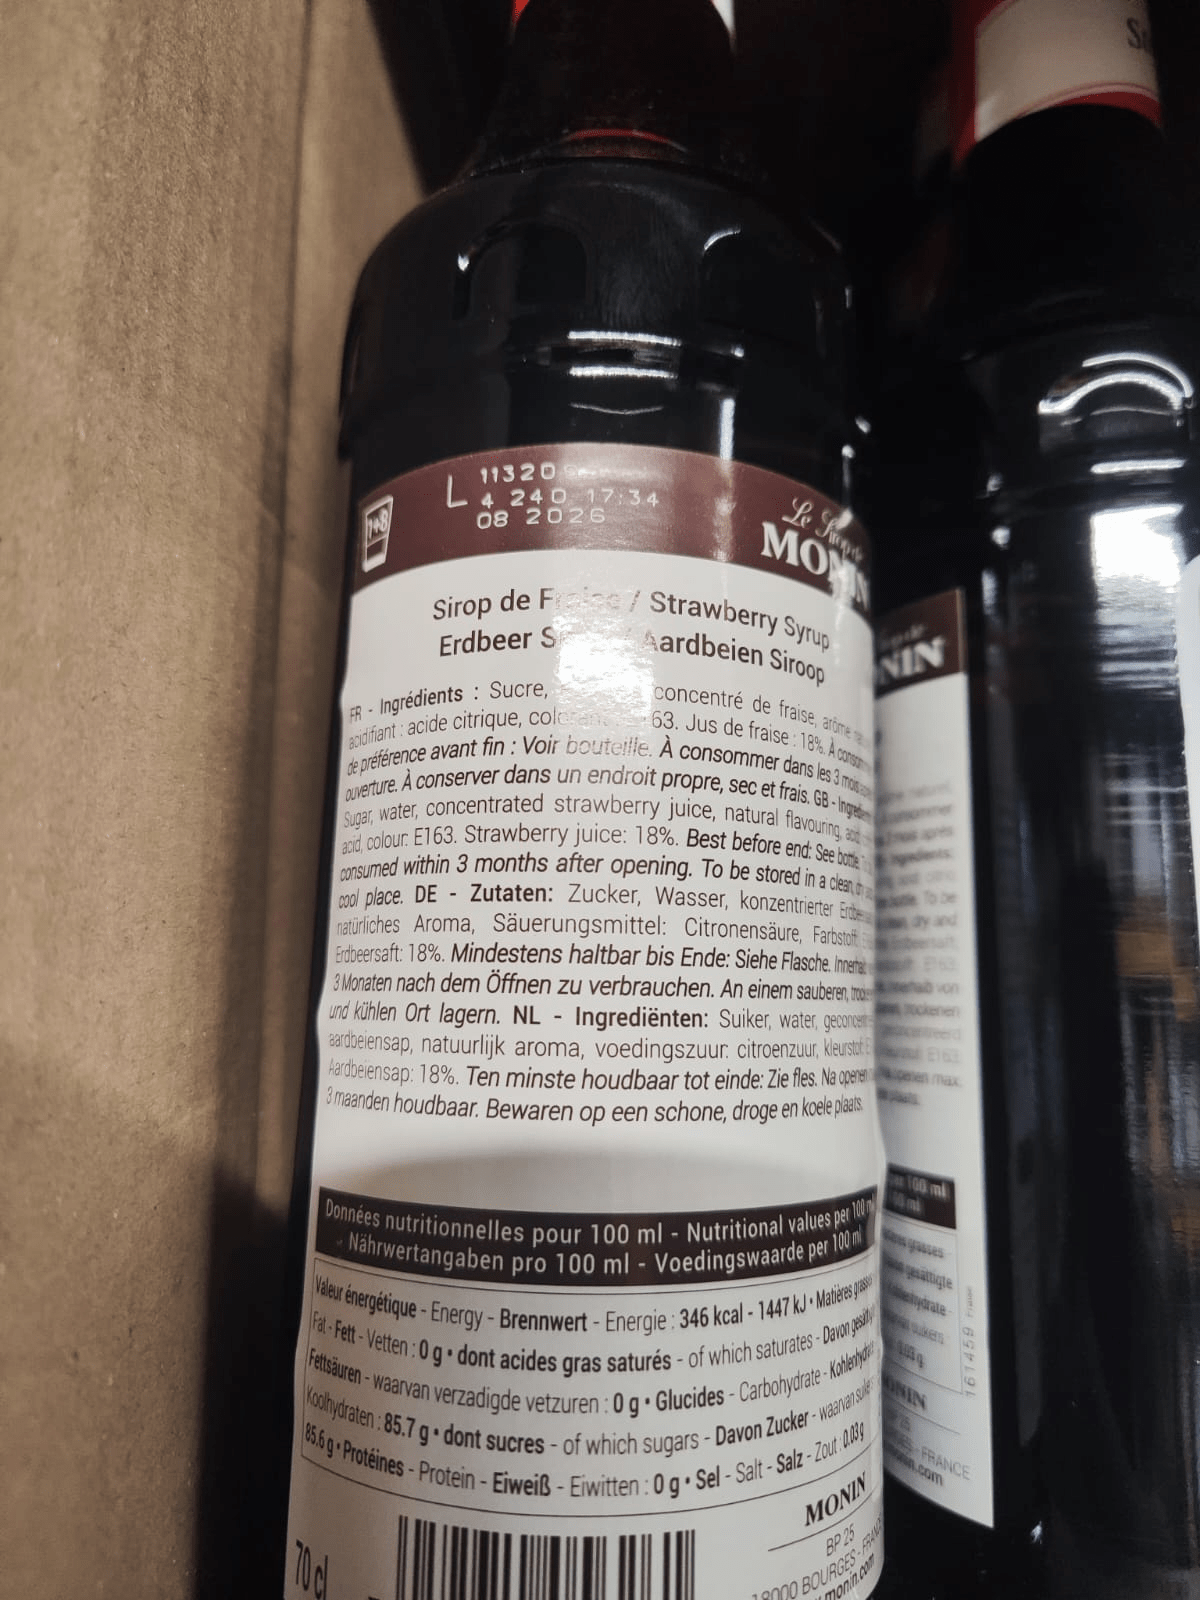 L 11320
4 240 17:34
08 2026
1+8
Le Sirop de
MONIN
Sirop de Fraise / Strawberry Syrup
Erdbeer / Aardbeien Siroop
FR - Ingrédients : Sucre, concentré de fraise, arôme
acidifiant : acide citrique, colorant 63. Jus de fraise : 18%. À
de préférence avant fin : Voir bouteille. À consommer dans les 3 mois
ouverture. À conserver dans un endroit propre, sec et frais. GB -
Sugar, water, concentrated strawberry juice, natural flavouring,
acid, colour: E163. Strawberry juice: 18%. Best before end: See bottle.
consumed within 3 months after opening. To be stored in a clean,
cool place. DE - Zutaten: Zucker, Wasser, konzentrierter
natürliches Aroma, Säuerungsmittel: Citronensäure, Farbstoff:
Erdbeersaft: 18%. Mindestens haltbar bis Ende: Siehe Flasche.
3 Monaten nach dem Öffnen zu verbrauchen. An einem sauberen,
und kühlen Ort lagern. NL - Ingrediënten: Suiker, water,
aardbeiensap, natuurlijk aroma, voedingszuur: citroenzuur, kleurstof:
Aardbeiensap: 18%. Ten minste houdbaar tot einde: Zie fles. Na openen
3 maanden houdbaar. Bewaren op een schone, droge en koele plaats.
Données nutritionnelles pour 100 ml - Nutritional values per 100 ml
- Nährwertangaben pro 100 ml - Voedingswaarde per 100 ml
Valeur énergétique - Energy - Brennwert - Energie : 346 kcal - 1447 kJ • Matières grasses
Fat - Fett - Vetten : 0 g • dont acides gras saturés - of which saturates - Davon
Fettsäuren - waarvan verzadigde vetzuren : 0 g • Glucides - Carbohydrate - Kohlenhydrate
Koolhydraten : 85.7 g • dont sucres - of which sugars - Davon Zucker - waarvan
85.6 g • Protéines - Protein - Eiweiß - Eiwitten : 0 g • Sel - Salt - Salz - Zout : 0.03 g
MONIN
BP 25
18000 BOURGES -
monin.com
70 cl
NIN
161459
FRANCE